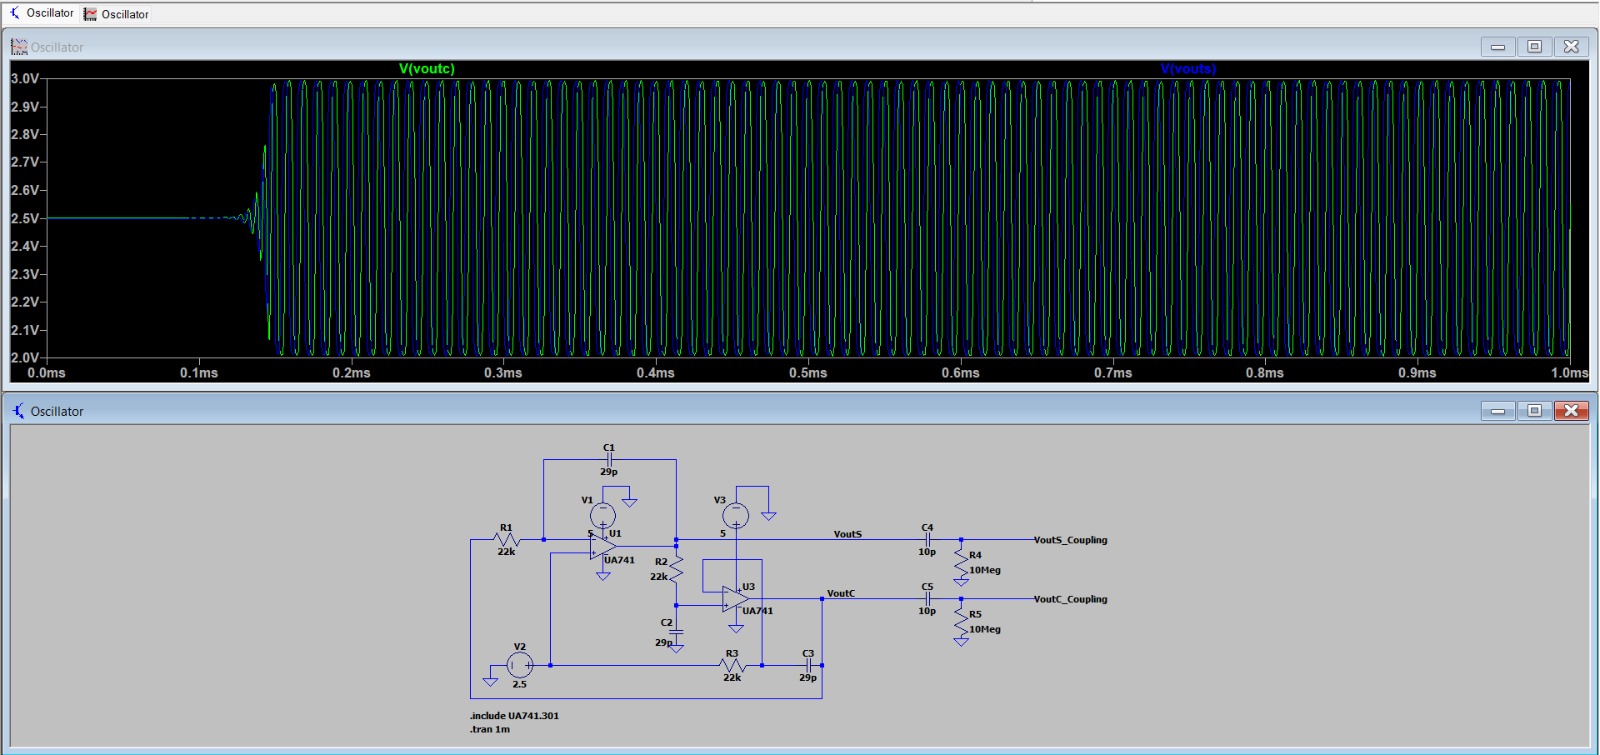 Oscillator Oscillator
Oscillator
V(voutc) V(vouts)
3.0V
2.9V
2.8V
2.7V
2.6V
2.5V
2.4V
2.3V
2.2V
2.1V
2.0V
0.0ms 0.1ms 0.2ms 0.3ms 0.4ms 0.5ms 0.6ms 0.7ms 0.8ms 0.9ms 1.0ms
Oscillator
C1
29p
V1
5
V3
5
R1
22k
U1
UA741
R2
22k
VoutS
C4
10p
VoutS_Coupling
R4
10Meg
U3
UA741
VoutC
C5
10p
VoutC_Coupling
R5
10Meg
C2
29p
V2
2.5
R3
22k
C3
29p
.include UA741.301
.tran 1m